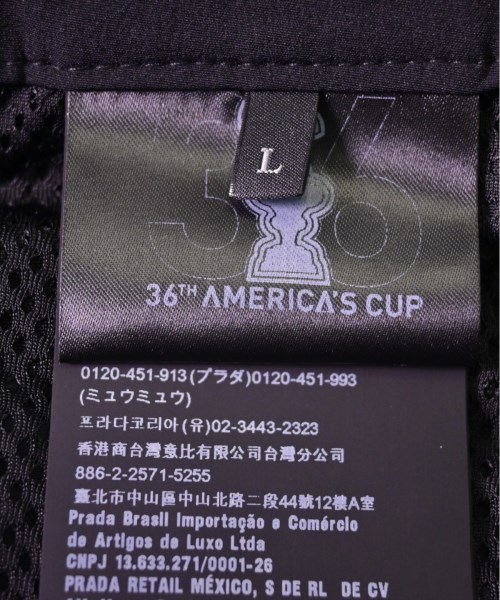 L
36
36TH AMERICA'S CUP
0120-451-913(プラダ)0120-451-993
(ミュウミュウ)
프라다코리아(유)02-3443-2323
香港商台灣意比有限公司台灣分公司
886-2-2571-5255
臺北市中山區中山北路二段44號12樓A室
Prada Brasil Importação e Comércio
de Artigos de Luxo Ltda
CNPJ 13.633.271/0001-26
PRADA RETAIL MÉXICO, S DE RL DE CV